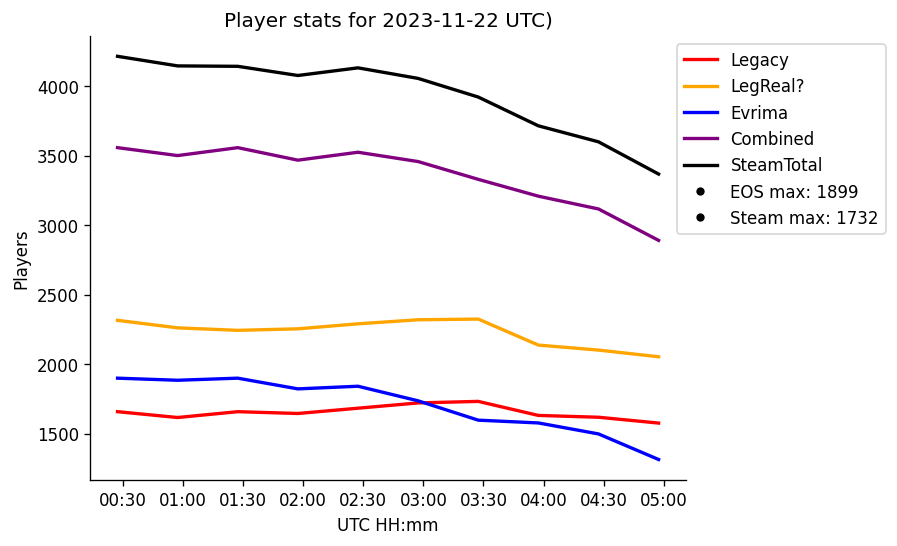 Player stats for 2023-11-22 UTC)
Legacy
LegReal?
Evrima
Combined
SteamTotal
EOS max: 1899
Steam max: 1732
Players
4000
3500
3000
2500
2000
1500
00:30 01:00 01:30 02:00 02:30 03:00 03:30 04:00 04:30 05:00
UTC HH:mm